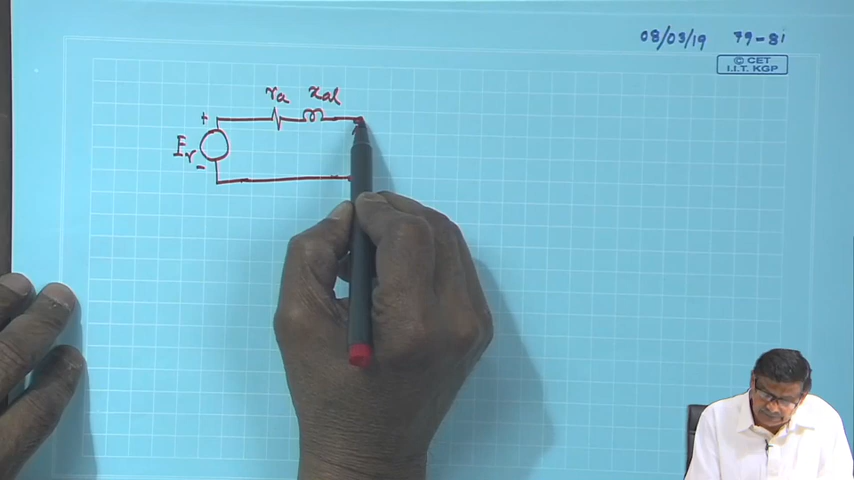 08/03/19 79-81
© CET
I.I.T. KGP
ra xal
+
Er
-